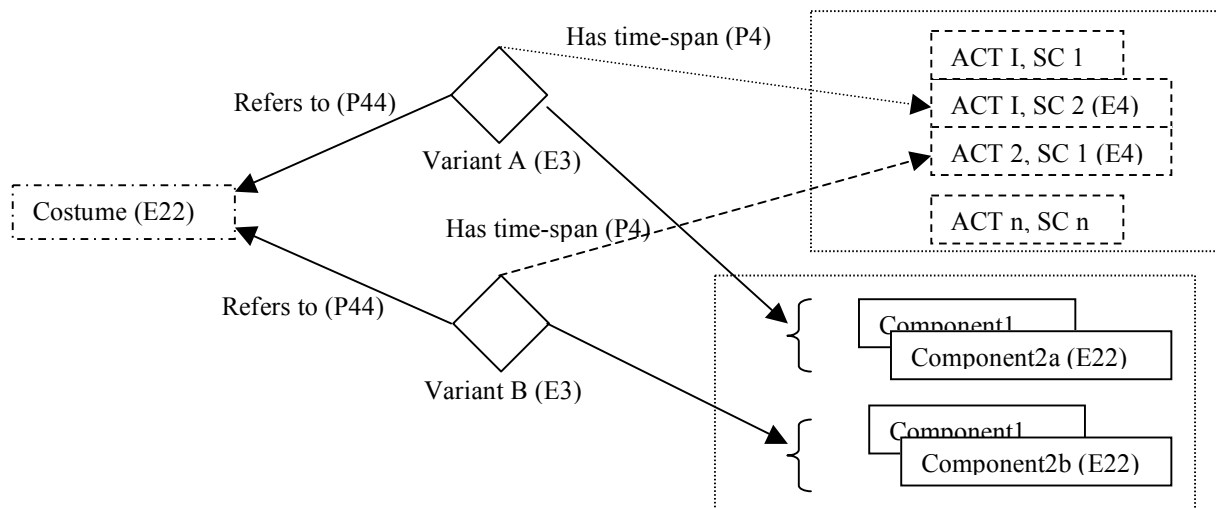 Has time-span (P4)
ACT I, SC 1
ACT I, SC 2 (E4)
ACT 2, SC 1 (E4)
ACT n, SC n
Refers to (P44)
Variant A (E3)
Costume (E22)
Has time-span (P4)
Refers to (P44)
Variant B (E3)
Component1
Component2a (E22)
Component1
Component2b (E22)